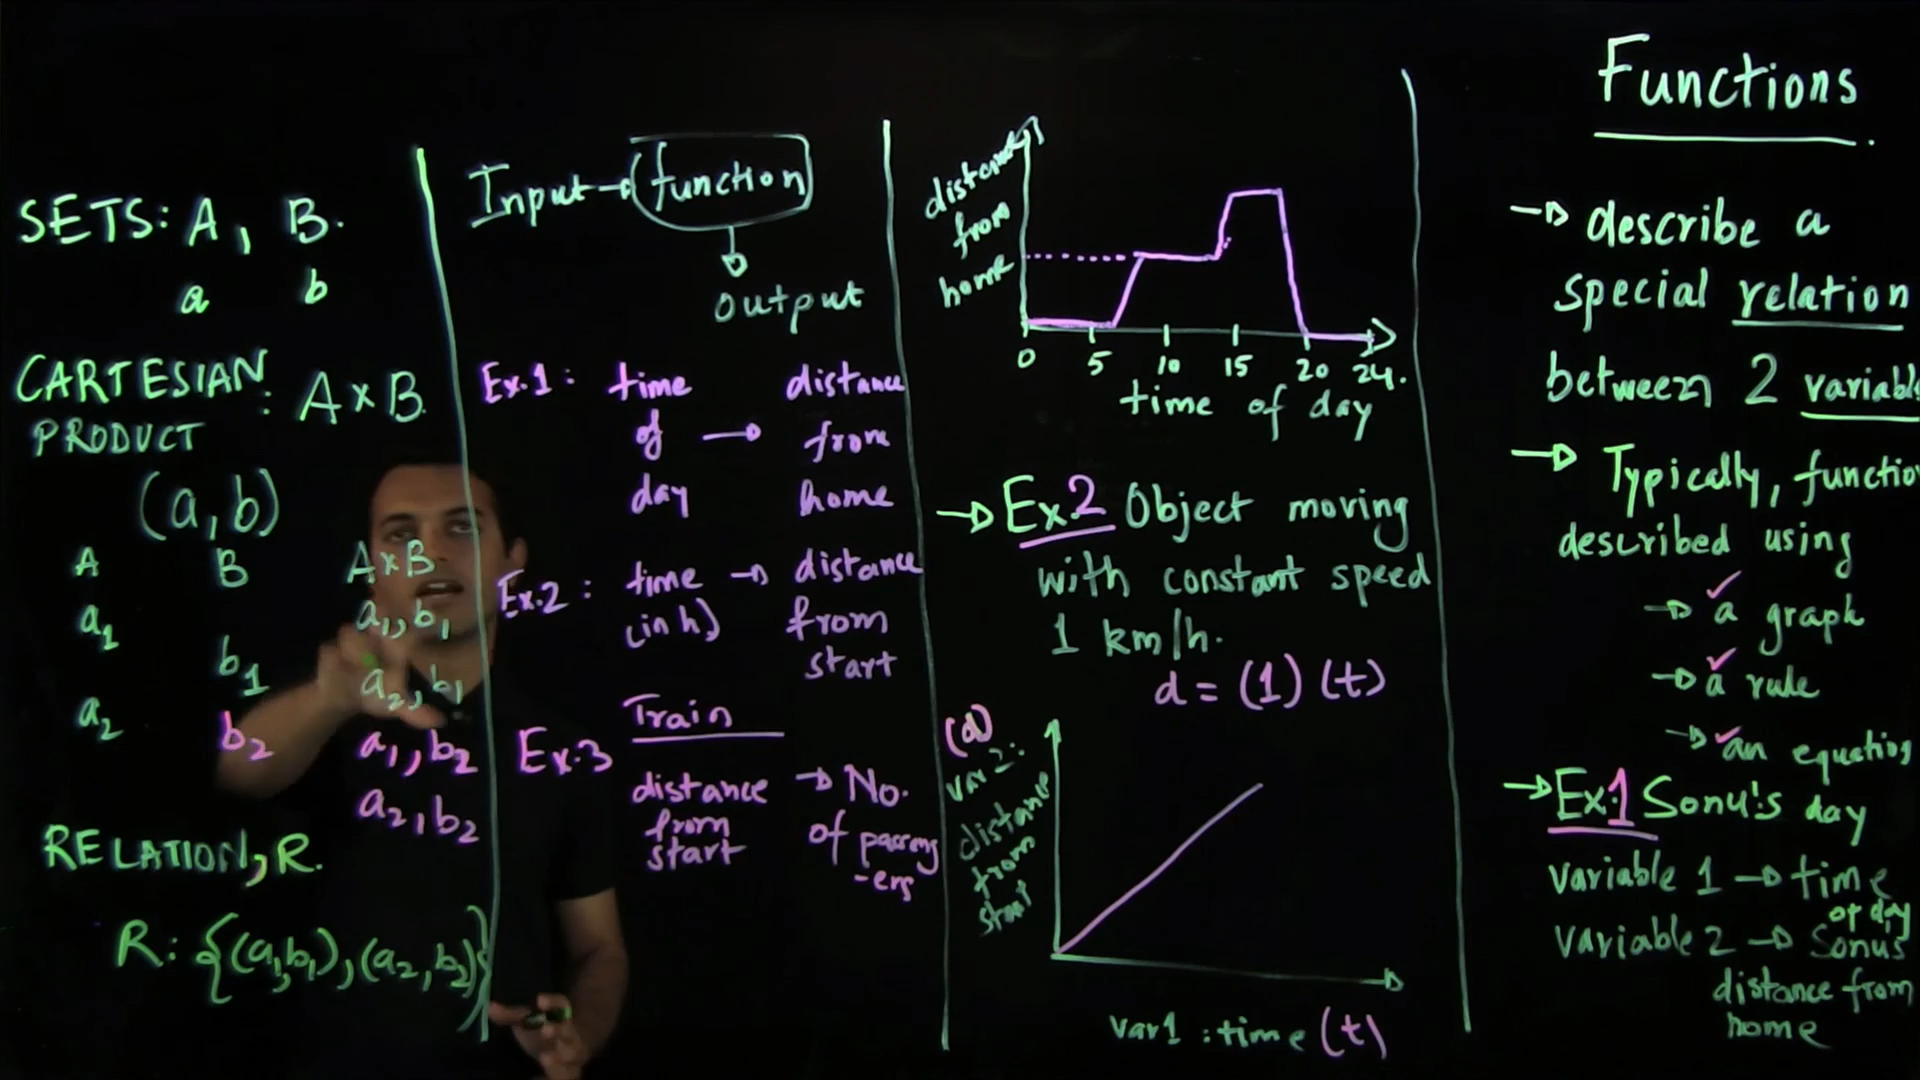 SETS: A, B.
a b
CARTESIAN PRODUCT : A × B.
(a, b)
A B A×B
a1 a1, b1
b1 a2, b1
a2
b2 a1, b2
a2, b2
RELATION, R.
R: {(a1, b1), (a2, b2)}
Input → function
output
Ex.1: time of day → distance from home
Ex.2: time (in h) → distance from start
Ex.3 Train
distance from start → No. of passeng
-ers
distance from home
0 5 10 15 20 24.
time of day
→ Ex.2 Object moving
with constant speed
1 km/h.
d = (1) (t)
(d)
var 2:
distance
from
start
var1 : time (t)
Functions
→ describe a
special relation
between 2 variabl
→ Typically, functio
described using
→ a graph
→ a rule
→ an equation
→ Ex.1 Sonu's day
variable 1 → time
of day
variable 2 → Sonus
distance from
home